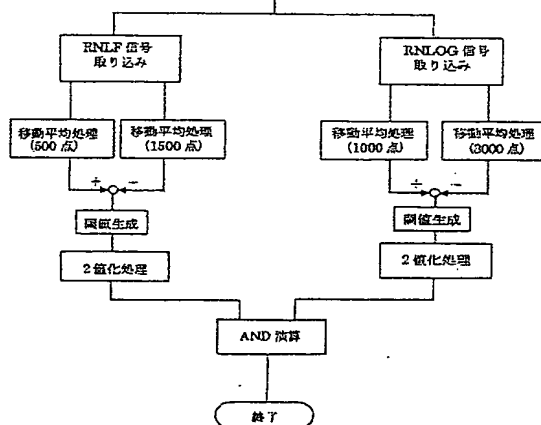 RNLF 信号
取り込み
RNLOG 信号
取り込み
移動平均処理
(500 点)
移動平均処理
(1500 点)
移動平均処理
(1000 点)
移動平均処理
(3000 点)
÷
−
÷
−
閾値生成
閾値生成
2値化処理
2値化処理
AND 演算
終了